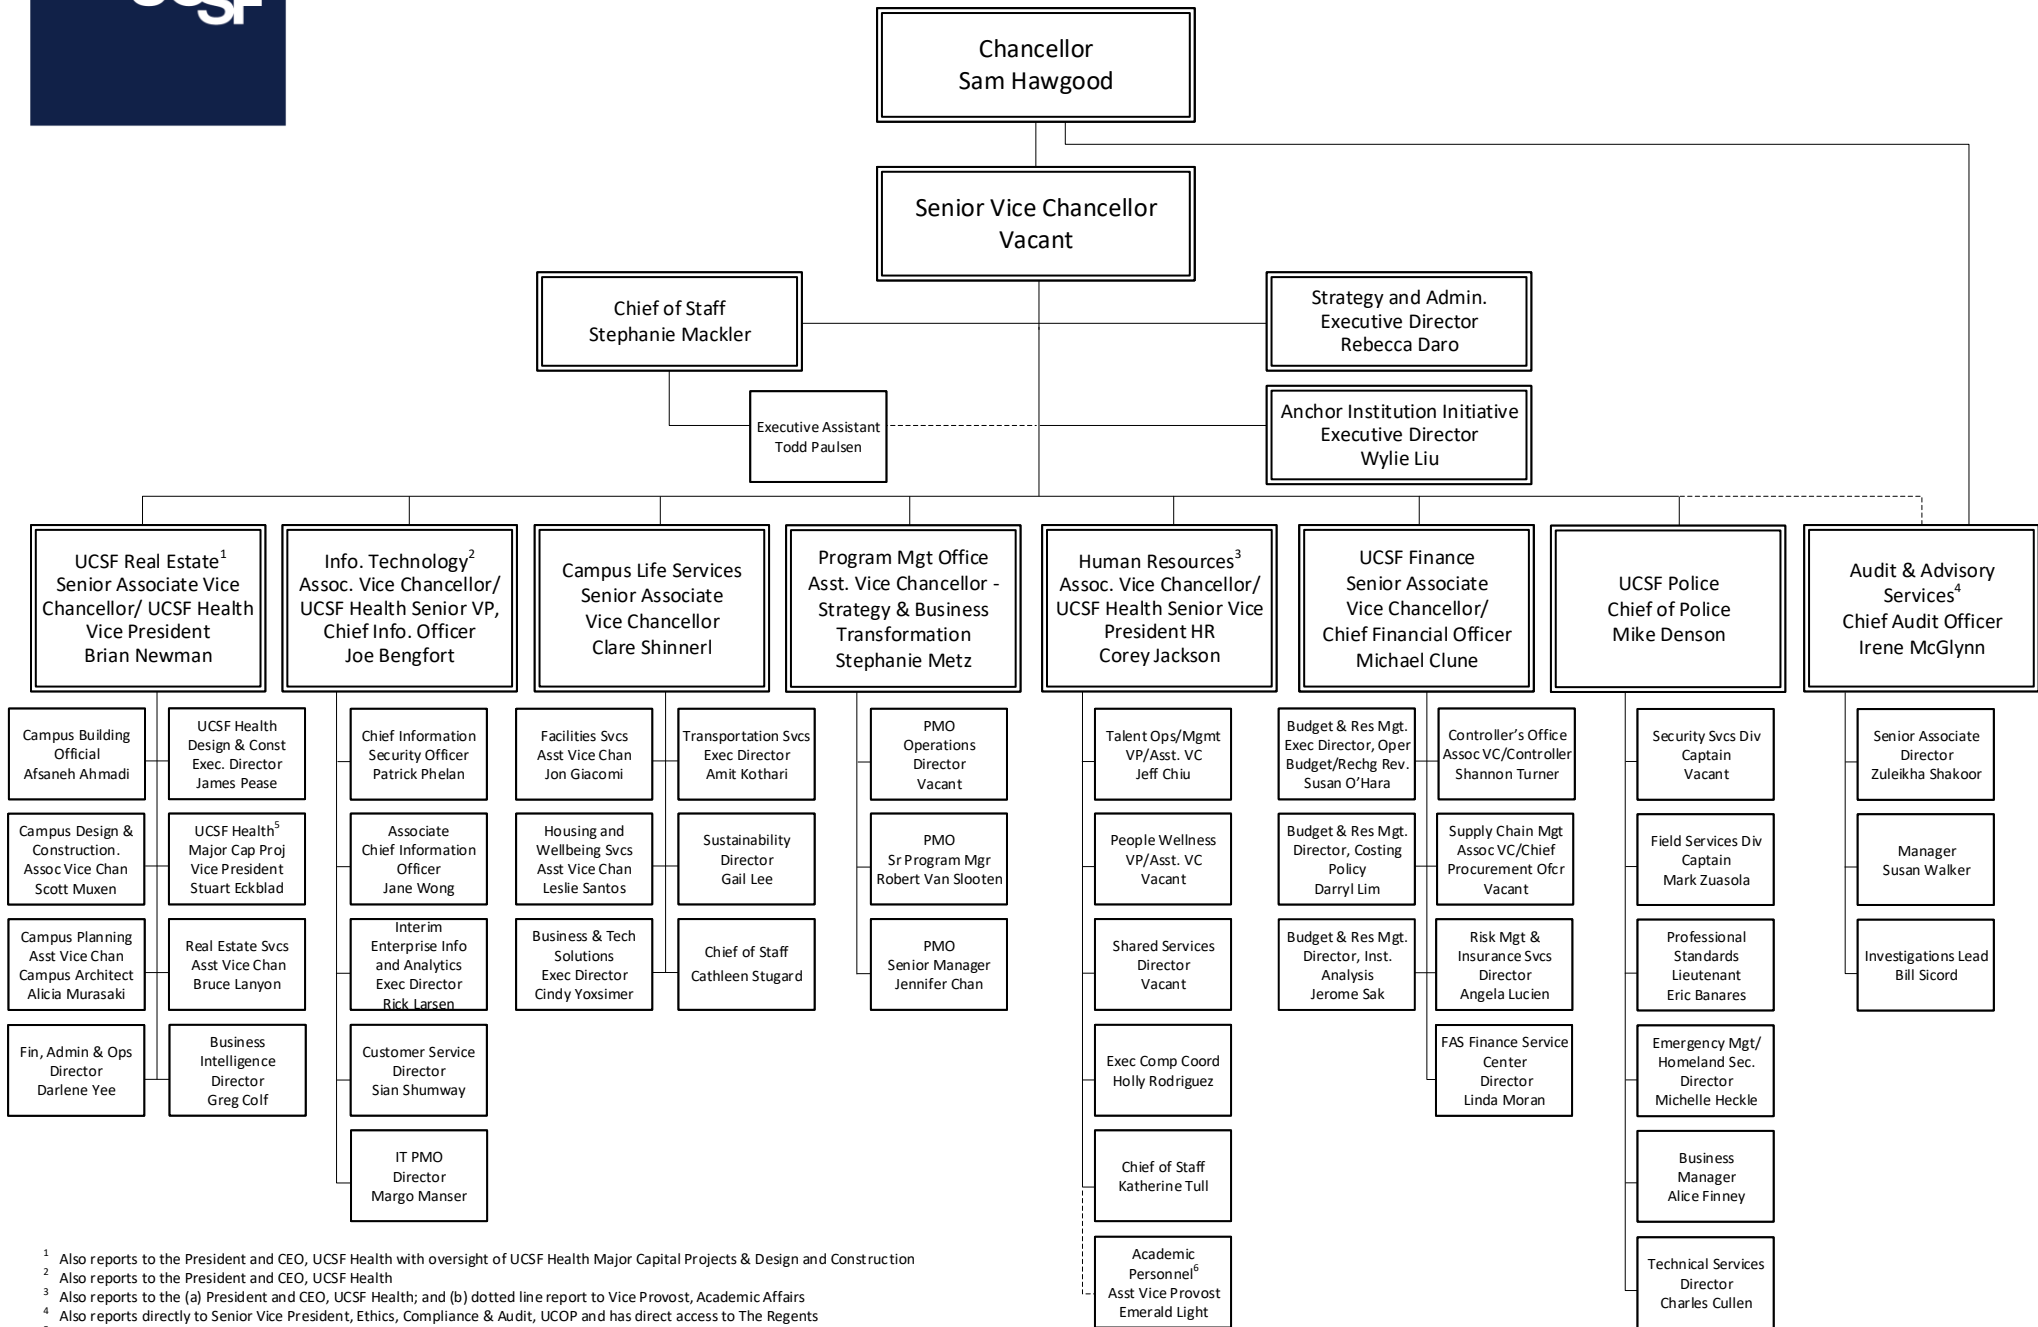 UCSF
Chancellor
Sam Hawgood
Senior Vice Chancellor
Vacant
Chief of Staff
Stephanie Mackler
Strategy and Admin.
Executive Director
Rebecca Daro
Executive Assistant
Todd Paulsen
Anchor Institution Initiative
Executive Director
Wylie Liu
UCSF Real Estate1
Senior Associate Vice
Chancellor/ UCSF Health
Vice President
Brian Newman
Info. Technology2
Assoc. Vice Chancellor/
UCSF Health Senior VP,
Chief Info. Officer
Joe Bengfort
Campus Life Services
Senior Associate
Vice Chancellor
Clare Shinnerl
Program Mgt Office
Asst. Vice Chancellor -
Strategy & Business
Transformation
Stephanie Metz
Human Resources3
Assoc. Vice Chancellor/
UCSF Health Senior Vice
President HR
Corey Jackson
UCSF Finance
Senior Associate
Vice Chancellor/
Chief Financial Officer
Michael Clune
UCSF Police
Chief of Police
Mike Denson
Audit & Advisory
Services4
Chief Audit Officer
Irene McGlynn
Campus Building
Official
Afsaneh Ahmadi
UCSF Health
Design & Const
Exec. Director
James Pease
Campus Design &
Construction.
Assoc Vice Chan
Scott Muxen
UCSF Health5
Major Cap Proj
Vice President
Stuart Eckblad
Campus Planning
Asst Vice Chan
Campus Architect
Alicia Murasaki
Real Estate Svcs
Asst Vice Chan
Bruce Lanyon
Fin, Admin & Ops
Director
Darlene Yee
Business
Intelligence
Director
Greg Colf
Chief Information
Security Officer
Patrick Phelan
Associate
Chief Information
Officer
Jane Wong
Interim
Enterprise Info
and Analytics
Exec Director
Rick Larsen
Customer Service
Director
Sian Shumway
IT PMO
Director
Margo Manser
Facilities Svcs
Asst Vice Chan
Jon Giacomi
Transportation Svcs
Exec Director
Amit Kothari
Housing and
Wellbeing Svcs
Asst Vice Chan
Leslie Santos
Sustainability
Director
Gail Lee
Business & Tech
Solutions
Exec Director
Cindy Yoxsimer
Chief of Staff
Cathleen Stugard
PMO
Operations
Director
Vacant
PMO
Sr Program Mgr
Robert Van Slooten
PMO
Senior Manager
Jennifer Chan
Talent Ops/Mgmt
VP/Asst. VC
Jeff Chiu
People Wellness
VP/Asst. VC
Vacant
Shared Services
Director
Vacant
Exec Comp Coord
Holly Rodriguez
Chief of Staff
Katherine Tull
Academic
Personnel6
Asst Vice Provost
Emerald Light
Budget & Res Mgt.
Exec Director, Oper
Budget/Rechg Rev.
Susan O’Hara
Controller’s Office
Assoc VC/Controller
Shannon Turner
Budget & Res Mgt.
Director, Costing
Policy
Darryl Lim
Supply Chain Mgt
Assoc VC/Chief
Procurement Ofcr
Vacant
Budget & Res Mgt.
Director, Inst.
Analysis
Jerome Sak
Risk Mgt &
Insurance Svcs
Director
Angela Lucien
FAS Finance Service
Center
Director
Linda Moran
Security Svcs Div
Captain
Vacant
Field Services Div
Captain
Mark Zuasola
Professional
Standards
Lieutenant
Eric Banares
Emergency Mgt/
Homeland Sec.
Director
Michelle Heckle
Business
Manager
Alice Finney
Technical Services
Director
Charles Cullen
Senior Associate
Director
Zuleikha Shakoor
Manager
Susan Walker
Investigations Lead
Bill Sicord
1 Also reports to the President and CEO, UCSF Health with oversight of UCSF Health Major Capital Projects & Design and Construction
2 Also reports to the President and CEO, UCSF Health
3 Also reports to the (a) President and CEO, UCSF Health; and (b) dotted line report to Vice Provost, Academic Affairs
4 Also reports directly to Senior Vice President, Ethics, Compliance & Audit, UCOP and has direct access to The Regents